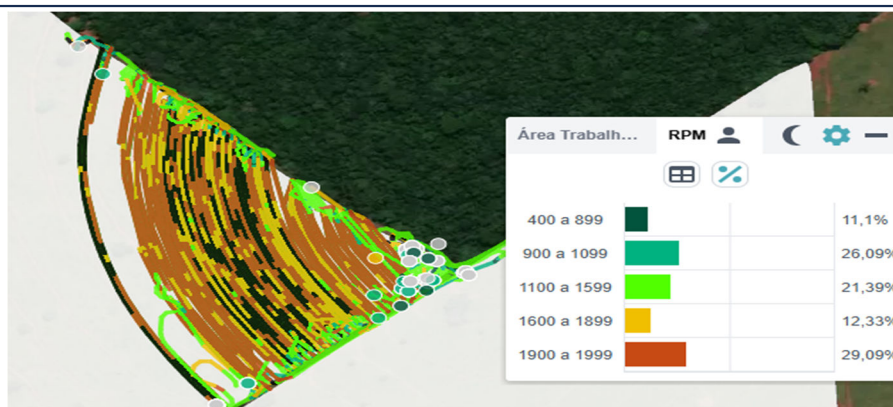 Área Trabalh... RPM
400 a 899 11,1%
900 a 1099 26,09%
1100 a 1599 21,39%
1600 a 1899 12,33%
1900 a 1999 29,09%